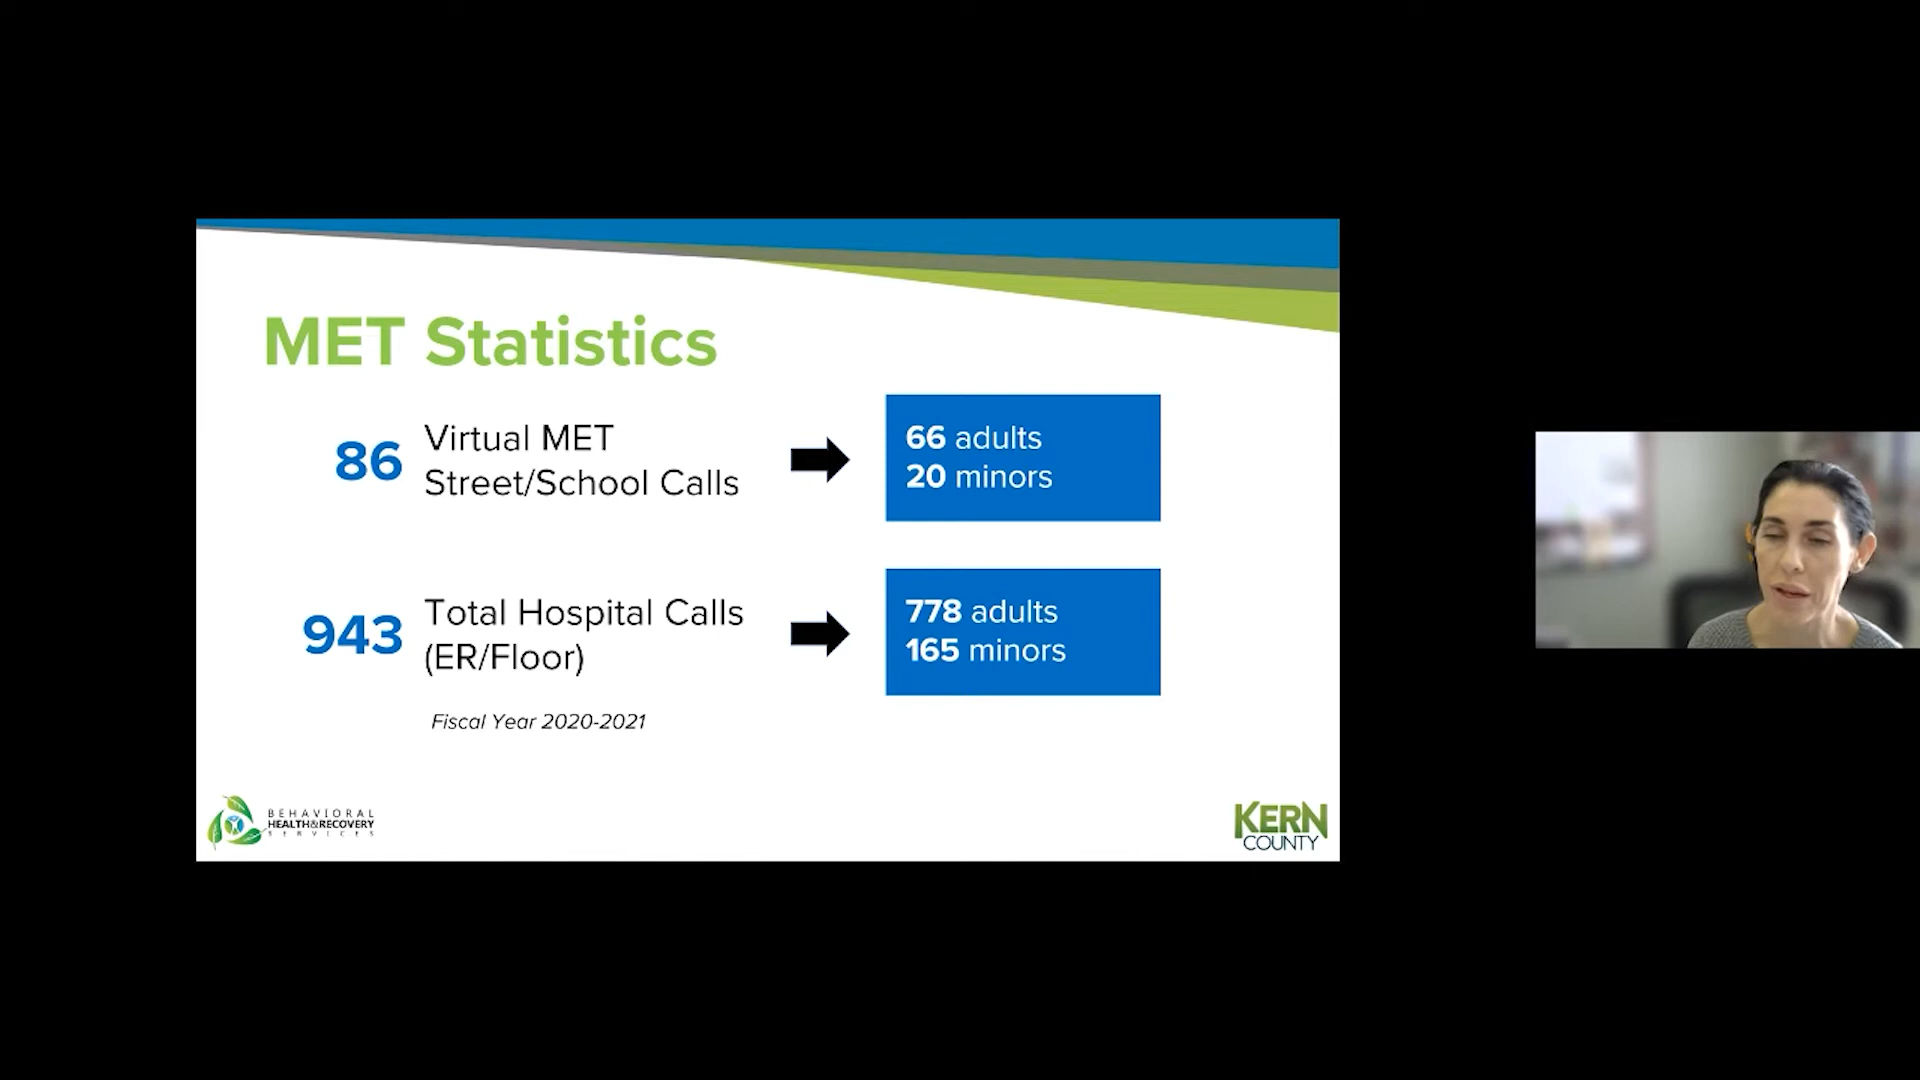 MET Statistics
86
Virtual MET
Street/School Calls
66 adults
20 minors
943
Total Hospital Calls
(ER/Floor)
778 adults
165 minors
Fiscal Year 2020-2021
BEHAVIORAL
HEALTH&RECOVERY
SERVICES
KERN
COUNTY